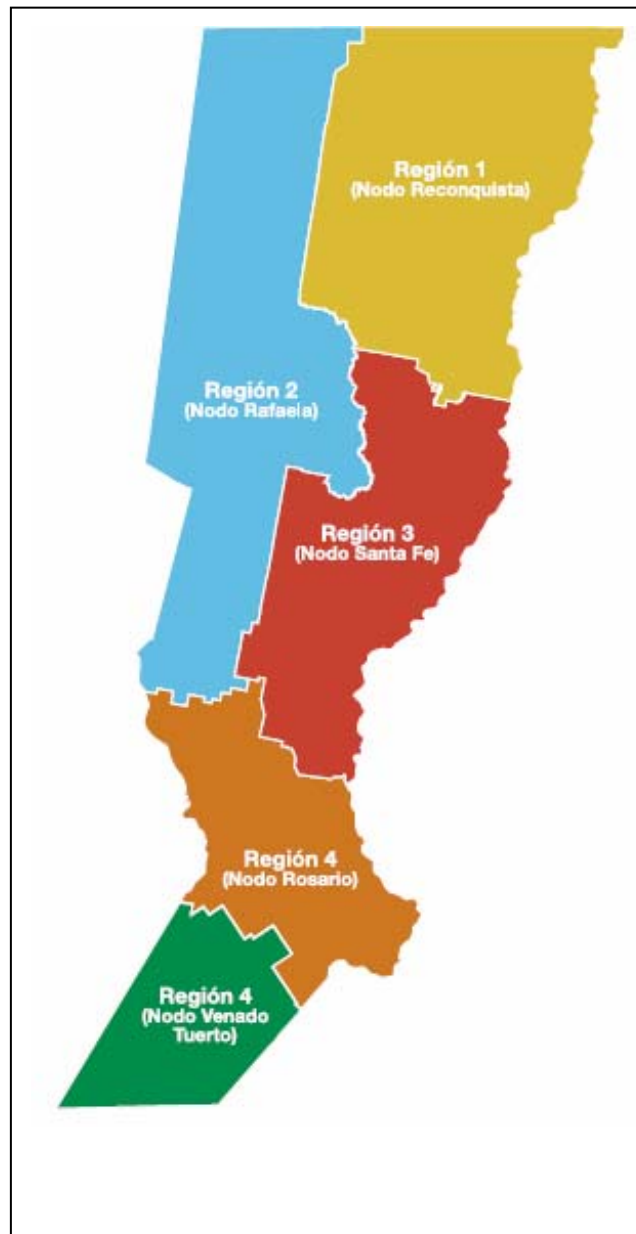 Región 1
(Nodo Reconquista)
Región 2
(Nodo Rafaela)
Región 3
(Nodo Santa Fe)
Región 4
(Nodo Rosario)
Región 4
(Nodo Venado
Tuerto)